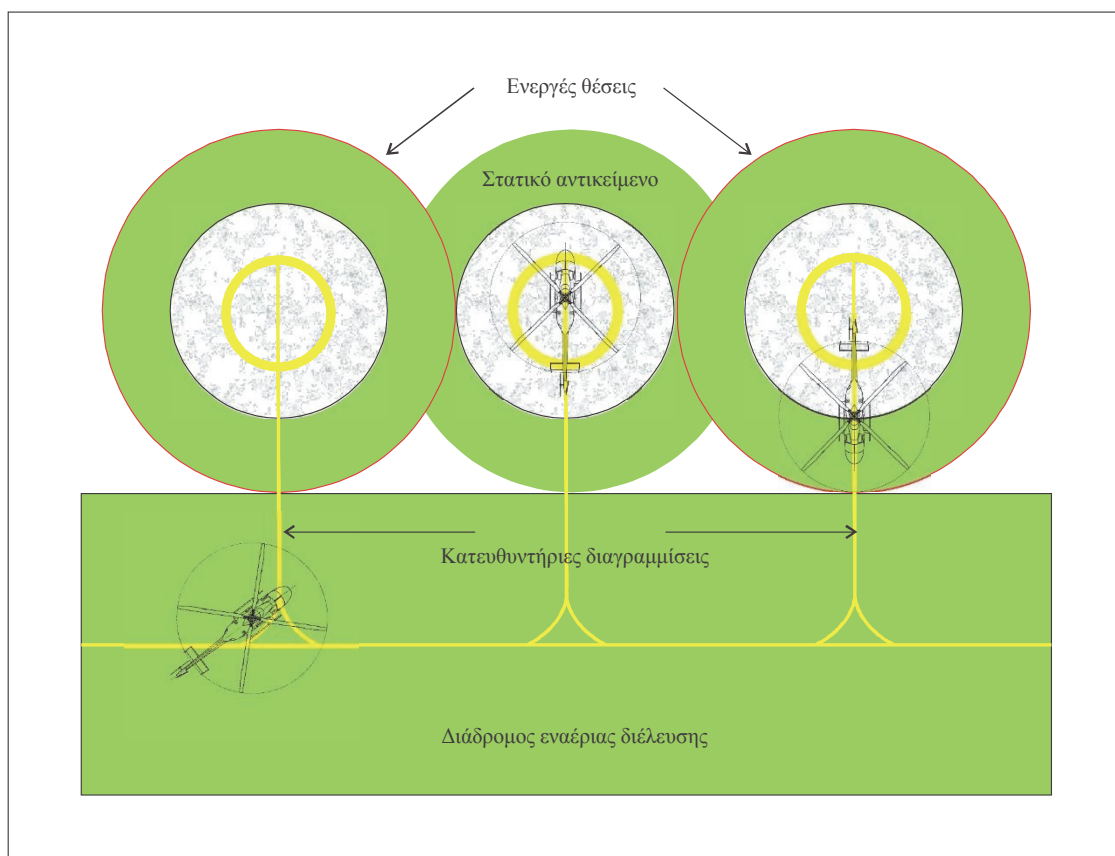 Ενεργές θέσεις
Στατικό αντικείμενο
Κατευθυντήριες διαγραμμίσεις
Διάδρομος εναέριας διέλευσης